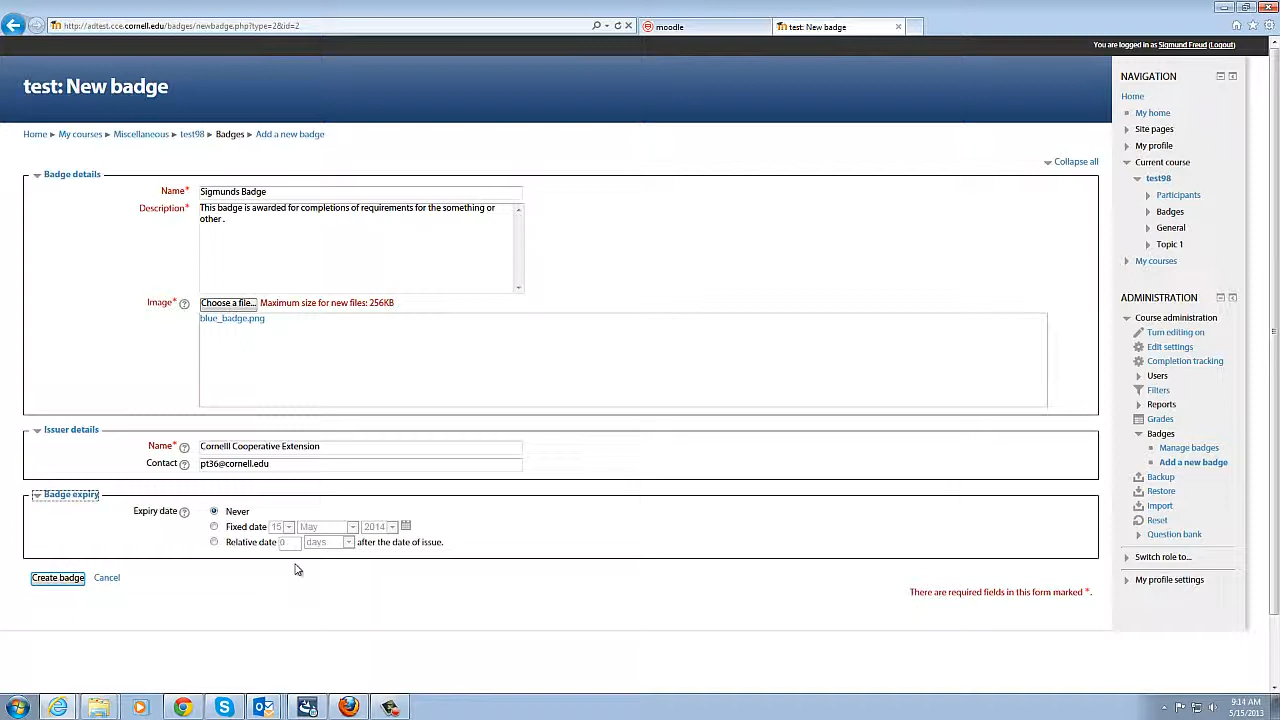 http://adtest.cce.cornell.edu/badges/newbadge.php?type=2&id=2
moodle
test: New badge
You are logged in as Sigmund Freud (Logout)
test: New badge
Home ► My courses ► Miscellaneous ► test98 ► Badges ► Add a new badge
Collapse all
Badge details
Name*
Sigmunds Badge
Description*
This badge is awarded for completions of requirements for the something or
other .
Image*
Choose a file...
Maximum size for new files: 256KB
blue_badge.png
Issuer details
Name*
Cornelll Cooperative Extension
Contact
pt36@cornell.edu
Badge expiry
Expiry date
Never
Fixed date 15 May 2014
Relative date 0 days after the date of issue.
Create badge
Cancel
There are required fields in this form marked *.
NAVIGATION
Home
My home
Site pages
My profile
Current course
test98
Participants
Badges
General
Topic 1
My courses
ADMINISTRATION
Course administration
Turn editing on
Edit settings
Completion tracking
Users
Filters
Reports
Grades
Badges
Manage badges
Add a new badge
Backup
Restore
Import
Reset
Question bank
Switch role to...
My profile settings
9:14 AM
5/15/2013